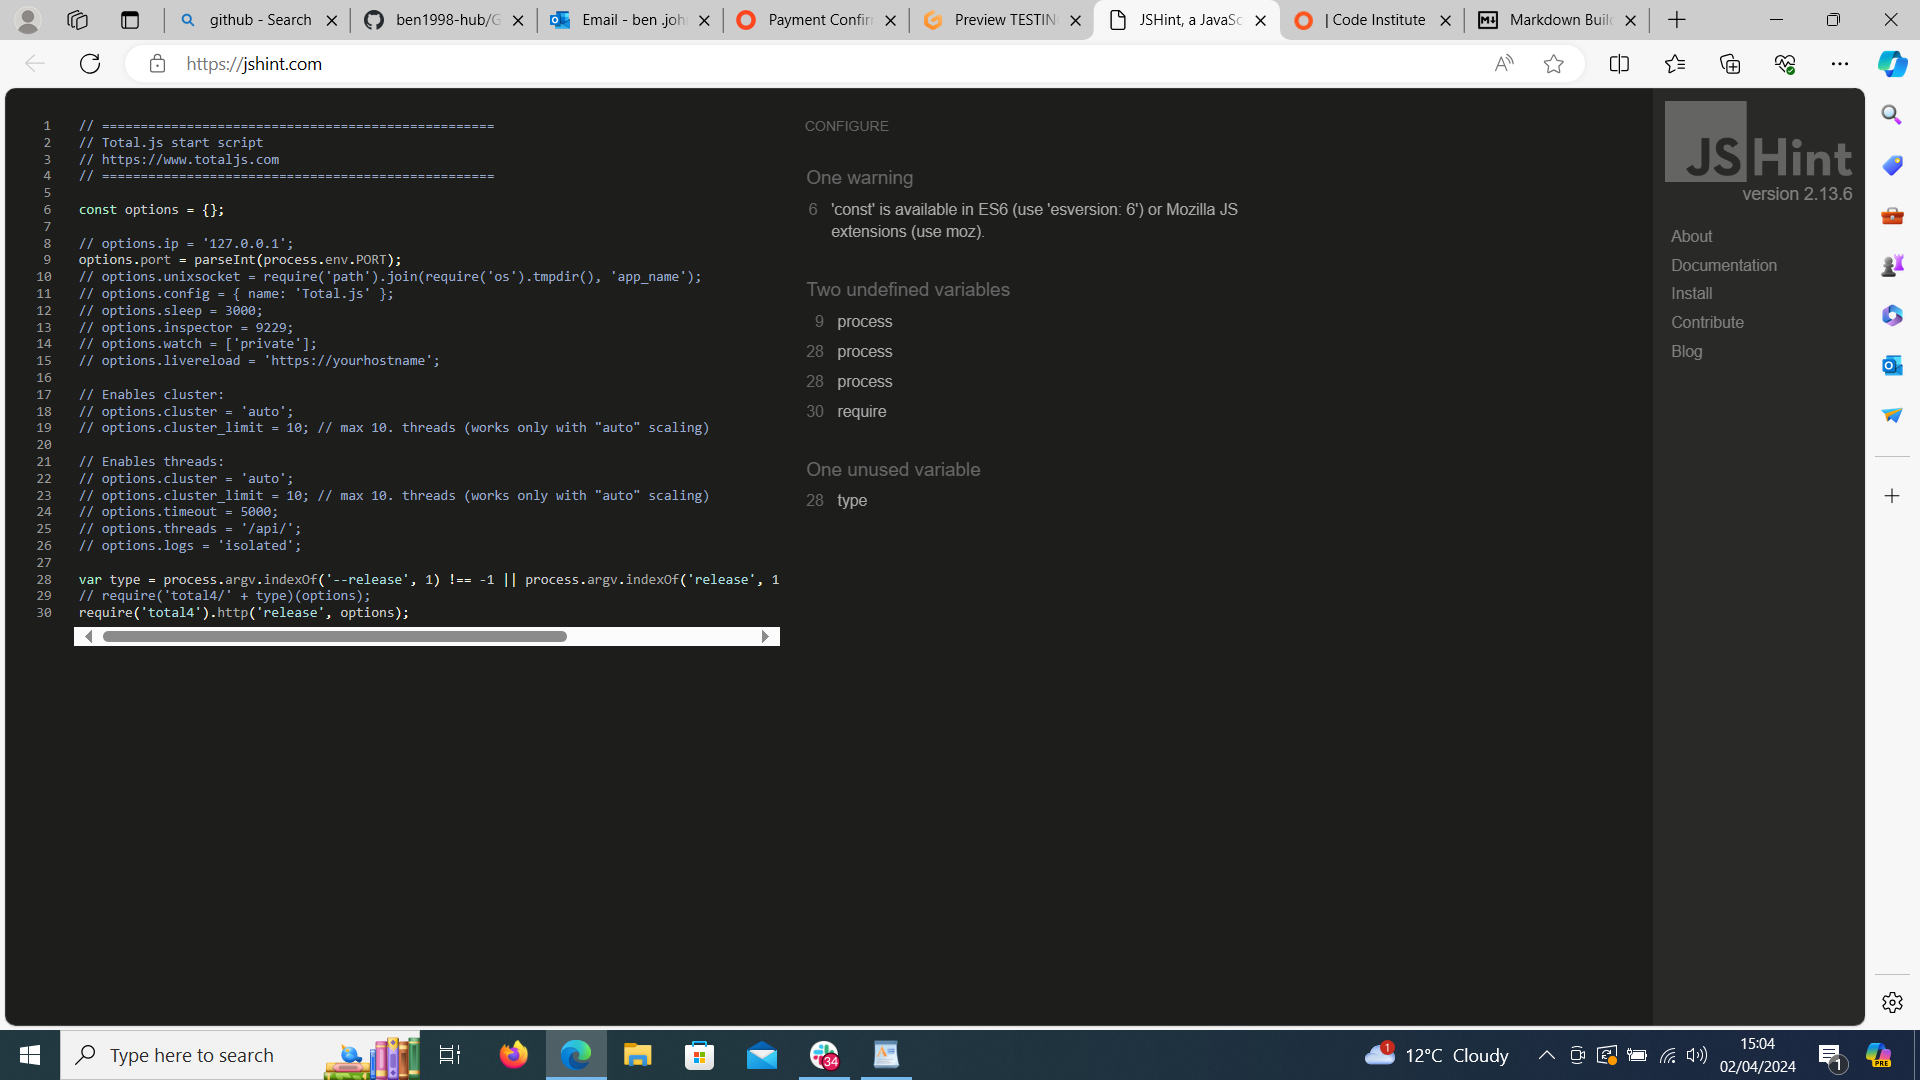 github - Search
ben1998-hub/G
Email - ben .joh
Payment Confir
Preview TESTIN
JSHint, a JavaSc
| Code Institute
Markdown Buil
https://jshint.com
1 // ===================================================
2 // Total.js start script
3 // https://www.totaljs.com
4 // ===================================================
5
6 const options = {};
7
8 // options.ip = '127.0.0.1';
9 options.port = parseInt(process.env.PORT);
10 // options.unixsocket = require('path').join(require('os').tmpdir(), 'app_name');
11 // options.config = { name: 'Total.js' };
12 // options.sleep = 3000;
13 // options.inspector = 9229;
14 // options.watch = ['private'];
15 // options.livereload = 'https://yourhostname';
16
17 // Enables cluster:
18 // options.cluster = 'auto';
19 // options.cluster_limit = 10; // max 10. threads (works only with "auto" scaling)
20
21 // Enables threads:
22 // options.cluster = 'auto';
23 // options.cluster_limit = 10; // max 10. threads (works only with "auto" scaling)
24 // options.timeout = 5000;
25 // options.threads = '/api/';
26 // options.logs = 'isolated';
27
28 var type = process.argv.indexOf('--release', 1) !== -1 || process.argv.indexOf('release', 1
29 // require('total4/' + type)(options);
30 require('total4').http('release', options);
CONFIGURE
One warning
6 'const' is available in ES6 (use 'esversion: 6') or Mozilla JS
extensions (use moz).
Two undefined variables
9 process
28 process
28 process
30 require
One unused variable
28 type
JSHint
version 2.13.6
About
Documentation
Install
Contribute
Blog
Type here to search
34
1
12°C Cloudy
15:04
02/04/2024
1
PRE